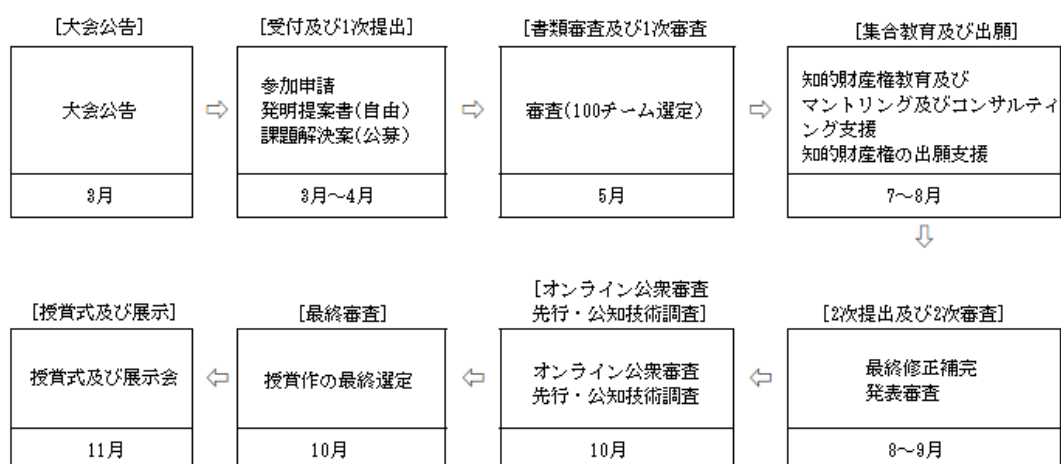 [大会公告]
大会公告
3月
[受付及び1次提出]
参加申請
発明提案書(自由)
課題解決案(公募)
3月～4月
[書類審査及び1次審査
審査(100チーム選定)
5月
[集合教育及び出願]
知的財産権教育及び
マントリング及びコンサルティ
ング支援
知的財産権の出願支援
7～8月
[2次提出及び2次審査]
最終修正補完
発表審査
8～9月
[オンライン公衆審査
先行・公知技術調査]
オンライン公衆審査
先行・公知技術調査
10月
[最終審査]
授賞作の最終選定
10月
[授賞式及び展示]
授賞式及び展示会
11月